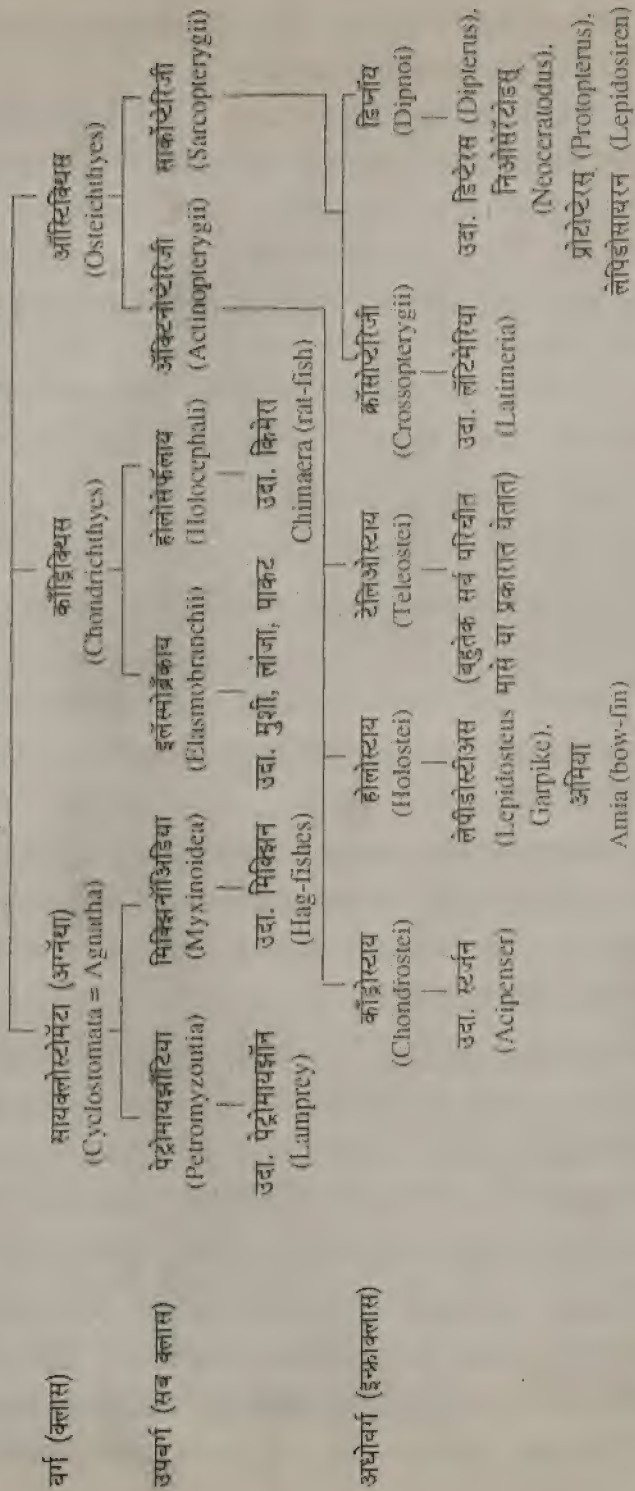 वर्ग (क्लास)
सायक्लोस्टोमॅटा (अग्नॅथा)
(Cyclostomata = Agnatha)
काँड्रिक्थिस
(Chondrichthyes)
ऑस्टिक्थिस
(Osteichthyes)
उपवर्ग (सब क्लास)
पेट्रोमायझाँटिया
(Petromyzontia)
मिक्झिनॉअिडिया
(Myxinoidea)
इलॅस्मोब्रँकाय
(Elasmobranchii)
होलोसेफॅलाय
(Holocephali)
ॲक्टिनोप्टेरिजी
(Actinopterygii)
सार्कोप्टेरिजी
(Sarcopterygii)
उदा. पेट्रोमायझॉन
(Lamprey)
उदा. मिक्झिन
(Hag-fishes)
उदा. मुशी, लांजा, पाकट
उदा. किमेरा
Chimaera (rat-fish)
अधोवर्ग (इन्फ्राक्लास)
काँड्रोस्टाय
(Chondrostei)
होलोस्टाय
(Holostei)
टेलिओस्टाय
(Teleostei)
क्रॉसोप्टेरिजी
(Crossopterygii)
डिप्नॉय
(Dipnoi)
उदा. स्टर्जन
(Acipenser)
लेपीडोस्टीअस
(Lepidosteus
Garpike).
अमिया
Amia (bow-fin)
(बहुतेक सर्व परिचीत
मासे या प्रकारात येतात)
उदा. लॅटिमेरिया
(Latimeria)
उदा. डिप्टेरस (Dipterus).
निओसेरॅटोडस्
(Neoceratodus).
प्रोटोप्टेरस् (Protopterus).
लेपिडोसायरन (Lepidosiren)